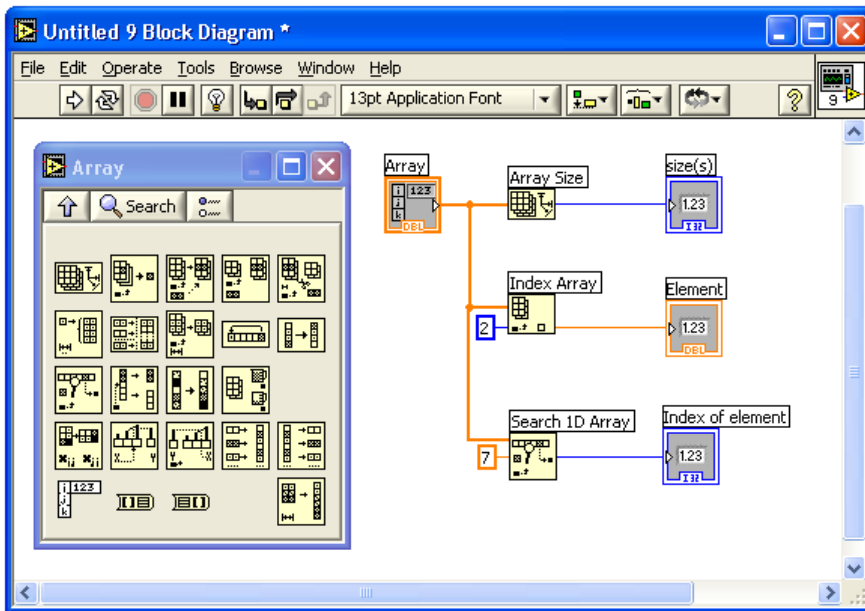 Untitled 9 Block Diagram *
File Edit Operate Tools Browse Window Help
13pt Application Font
?
9
Array
Search
i 123
j
k
Array
i 123
j
k
DBL
Array Size
size(s)
1.23
I32
Index Array
2
Element
1.23
DBL
Search 1D Array
7
Index of element
1.23
I32